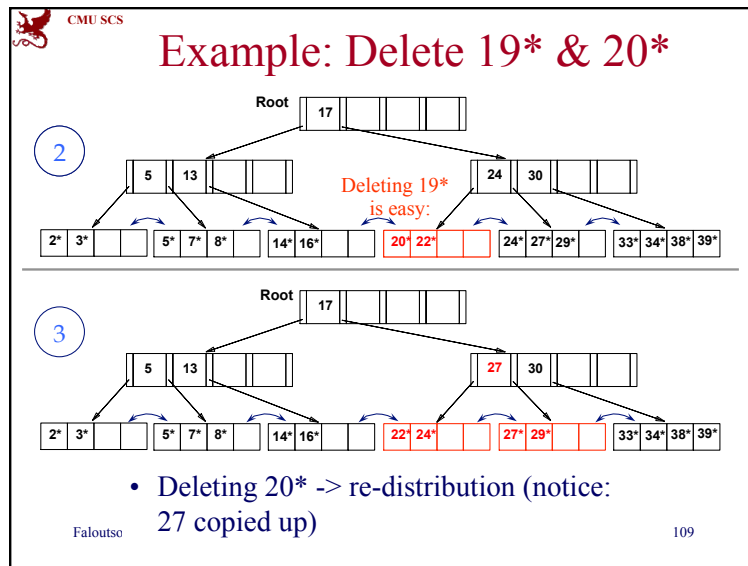 CMU SCS
Example: Delete 19* & 20*
Root
17
2
5 13
Deleting 19*
is easy:
24 30
2* 3* 5* 7* 8* 14* 16* 20* 22* 24* 27* 29* 33* 34* 38* 39*
Root
17
3
5 13
27 30
2* 3* 5* 7* 8* 14* 16* 22* 24* 27* 29* 33* 34* 38* 39*
• Deleting 20* -> re-distribution (notice:
27 copied up)
Faloutso
109